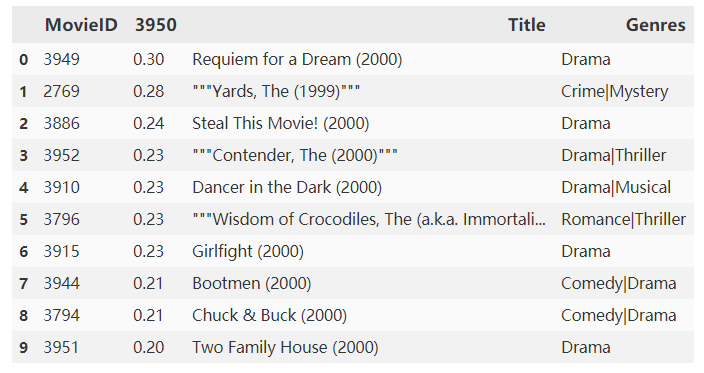 MovieID 3950 Title Genres
0 3949 0.30 Requiem for a Dream (2000) Drama
1 2769 0.28 """Yards, The (1999)""" Crime|Mystery
2 3886 0.24 Steal This Movie! (2000) Drama
3 3952 0.23 """Contender, The (2000)""" Drama|Thriller
4 3910 0.23 Dancer in the Dark (2000) Drama|Musical
5 3796 0.23 """Wisdom of Crocodiles, The (a.k.a. Immortali... Romance|Thriller
6 3915 0.23 Girlfight (2000) Drama
7 3944 0.21 Bootmen (2000) Comedy|Drama
8 3794 0.21 Chuck & Buck (2000) Comedy|Drama
9 3951 0.20 Two Family House (2000) Drama